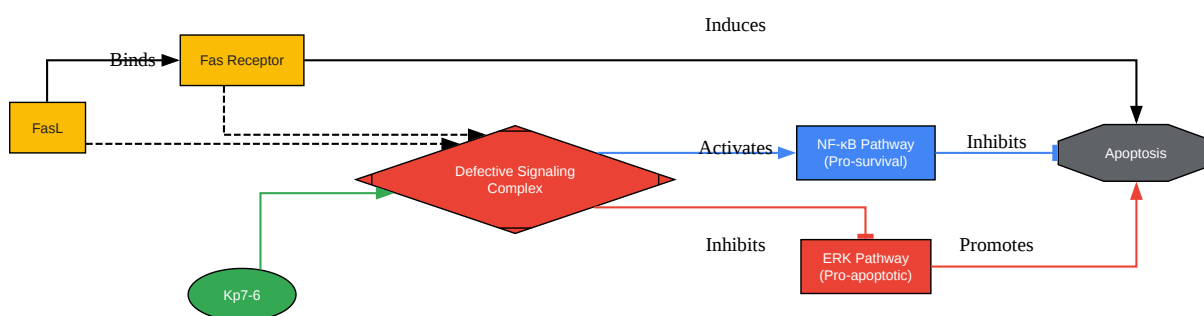 Induces
Binds
Fas Receptor
FasL
Defective Signaling
Complex
Activates
NF-κB Pathway
(Pro-survival)
Inhibits
Apoptosis
Inhibits
ERK Pathway
(Pro-apoptotic)
Promotes
Kp7-6